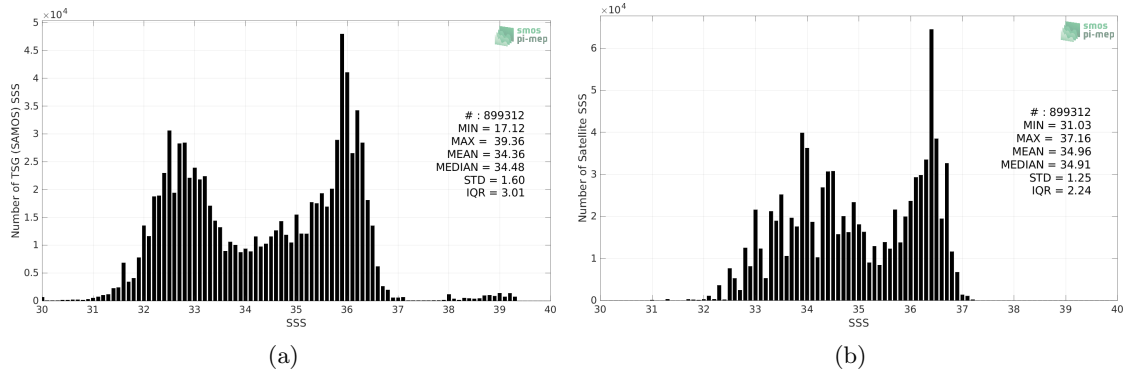 ×10⁴
smos
pi-mep
5
4.5
4
3.5
3
2.5
2
1.5
1
0.5
0
Number of TSG (SAMOS) SSS
# : 899312
MIN = 17.12
MAX = 39.36
MEAN = 34.36
MEDIAN = 34.48
STD = 1.60
IQR = 3.01
30 31 32 33 34 35 36 37 38 39 40
SSS
(a)
×10⁴
smos
pi-mep
6
5
4
3
2
1
0
Number of Satellite SSS
# : 899312
MIN = 31.03
MAX = 37.16
MEAN = 34.96
MEDIAN = 34.91
STD = 1.25
IQR = 2.24
30 31 32 33 34 35 36 37 38 39 40
SSS
(b)